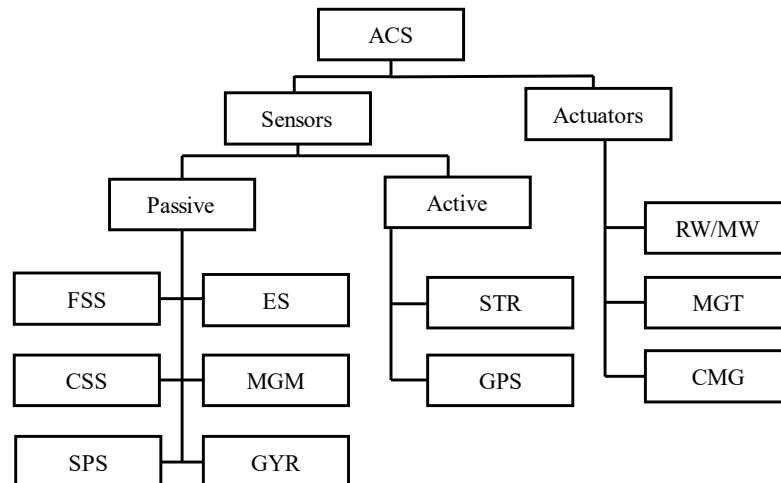 ACS
Sensors
Actuators
Passive
Active
RW/MW
FSS
ES
STR
MGT
CSS
MGM
GPS
CMG
SPS
GYR